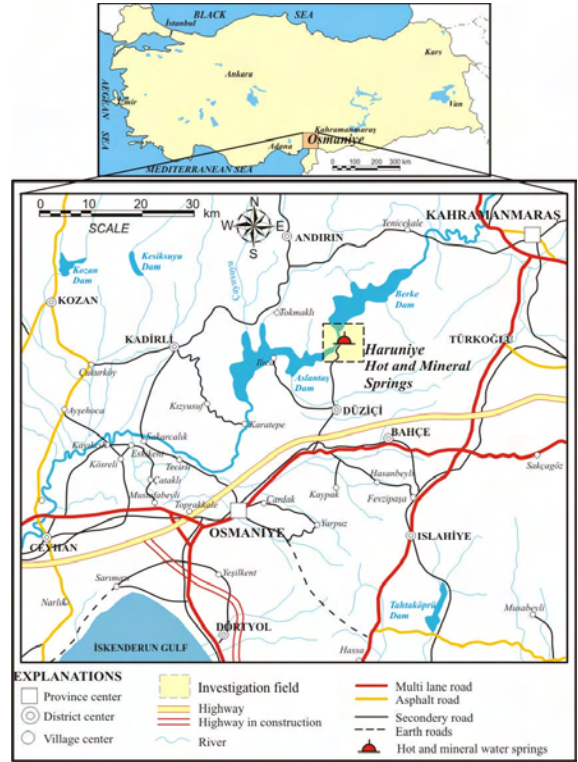 BLACK SEA
İstanbul
Kars
Ankara
AEGEAN SEA
İzmir
Van
Kahramanmaraş
Osmaniye
Adana
MEDITERRANEAN SEA
0 100 200 300 km
0 10 20 30
km
SCALE
N
W E
S
KAHRAMANMARAŞ
Yenicekale
ANDIRIN
Kozan
Dam
Kesiksuyu
Dam
KOZAN
Berke
Dam
Tokmaklı
KADİRLİ
TÜRKOĞLU
Haruniye
Hot and Mineral
Springs
Ilıca
Aslantaş
Dam
Çukurköy
Kızyusuf
DÜZİÇİ
Ayşehoca
Karatepe
BAHÇE
Sakarcalık
Eskikent
Kösreli
Tecirli
Sakçagöz
Hasanbeyli
Çataklı
Mustafabeyli
Kaypak
Fevzipaşa
Toprakkale
Çardak
OSMANİYE
Yarpuz
CEYHAN
ISLAHİYE
Yeşilkent
Sarımazı
Tahtaköprü
Dam
Narlık
Musabeyli
DÖRTYOL
İSKENDERUN GULF
Hassa
EXPLANATIONS
Province center
District center
Village center
Investigation field
Highway
Highway in construction
River
Multi lane road
Asphalt road
Secondery road
Earth roads
Hot and mineral water springs